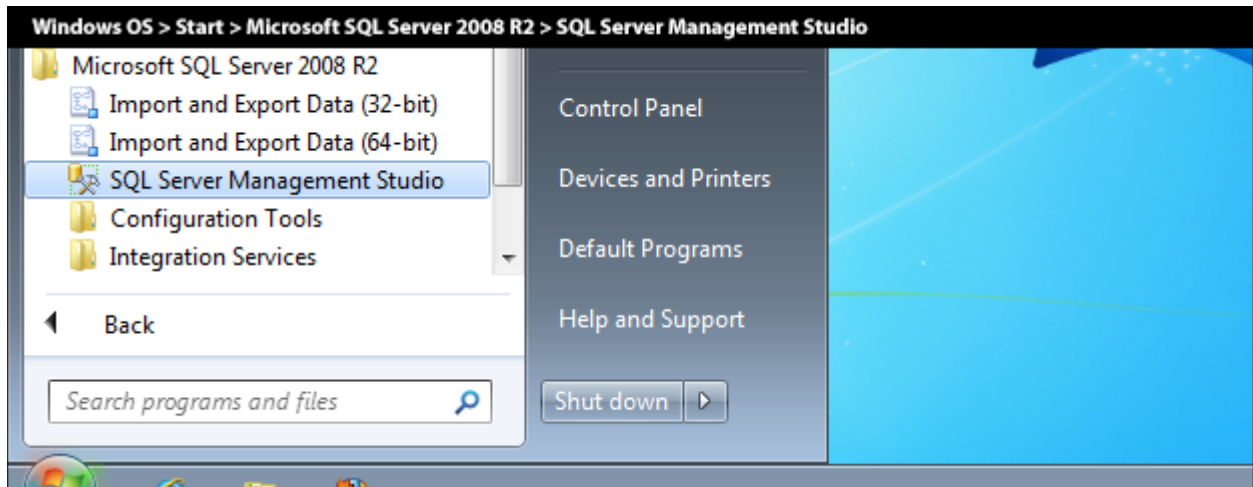 Windows OS > Start > Microsoft SQL Server 2008 R2 > SQL Server Management Studio
Microsoft SQL Server 2008 R2
Import and Export Data (32-bit)
Import and Export Data (64-bit)
SQL Server Management Studio
Configuration Tools
Integration Services
Back
Search programs and files
Control Panel
Devices and Printers
Default Programs
Help and Support
Shut down